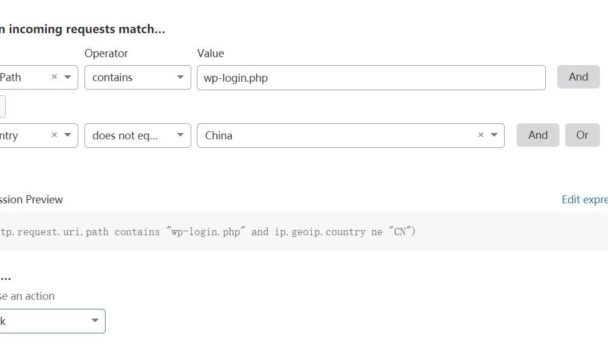 n incoming requests match...
Operator Value
Path × contains wp-login.php And
ntry × does not eq... China × And Or
ssion Preview Edit expre
tp.request.uri.path contains "wp-login.php" and ip.geoip.country ne "CN")
...
se an action
k